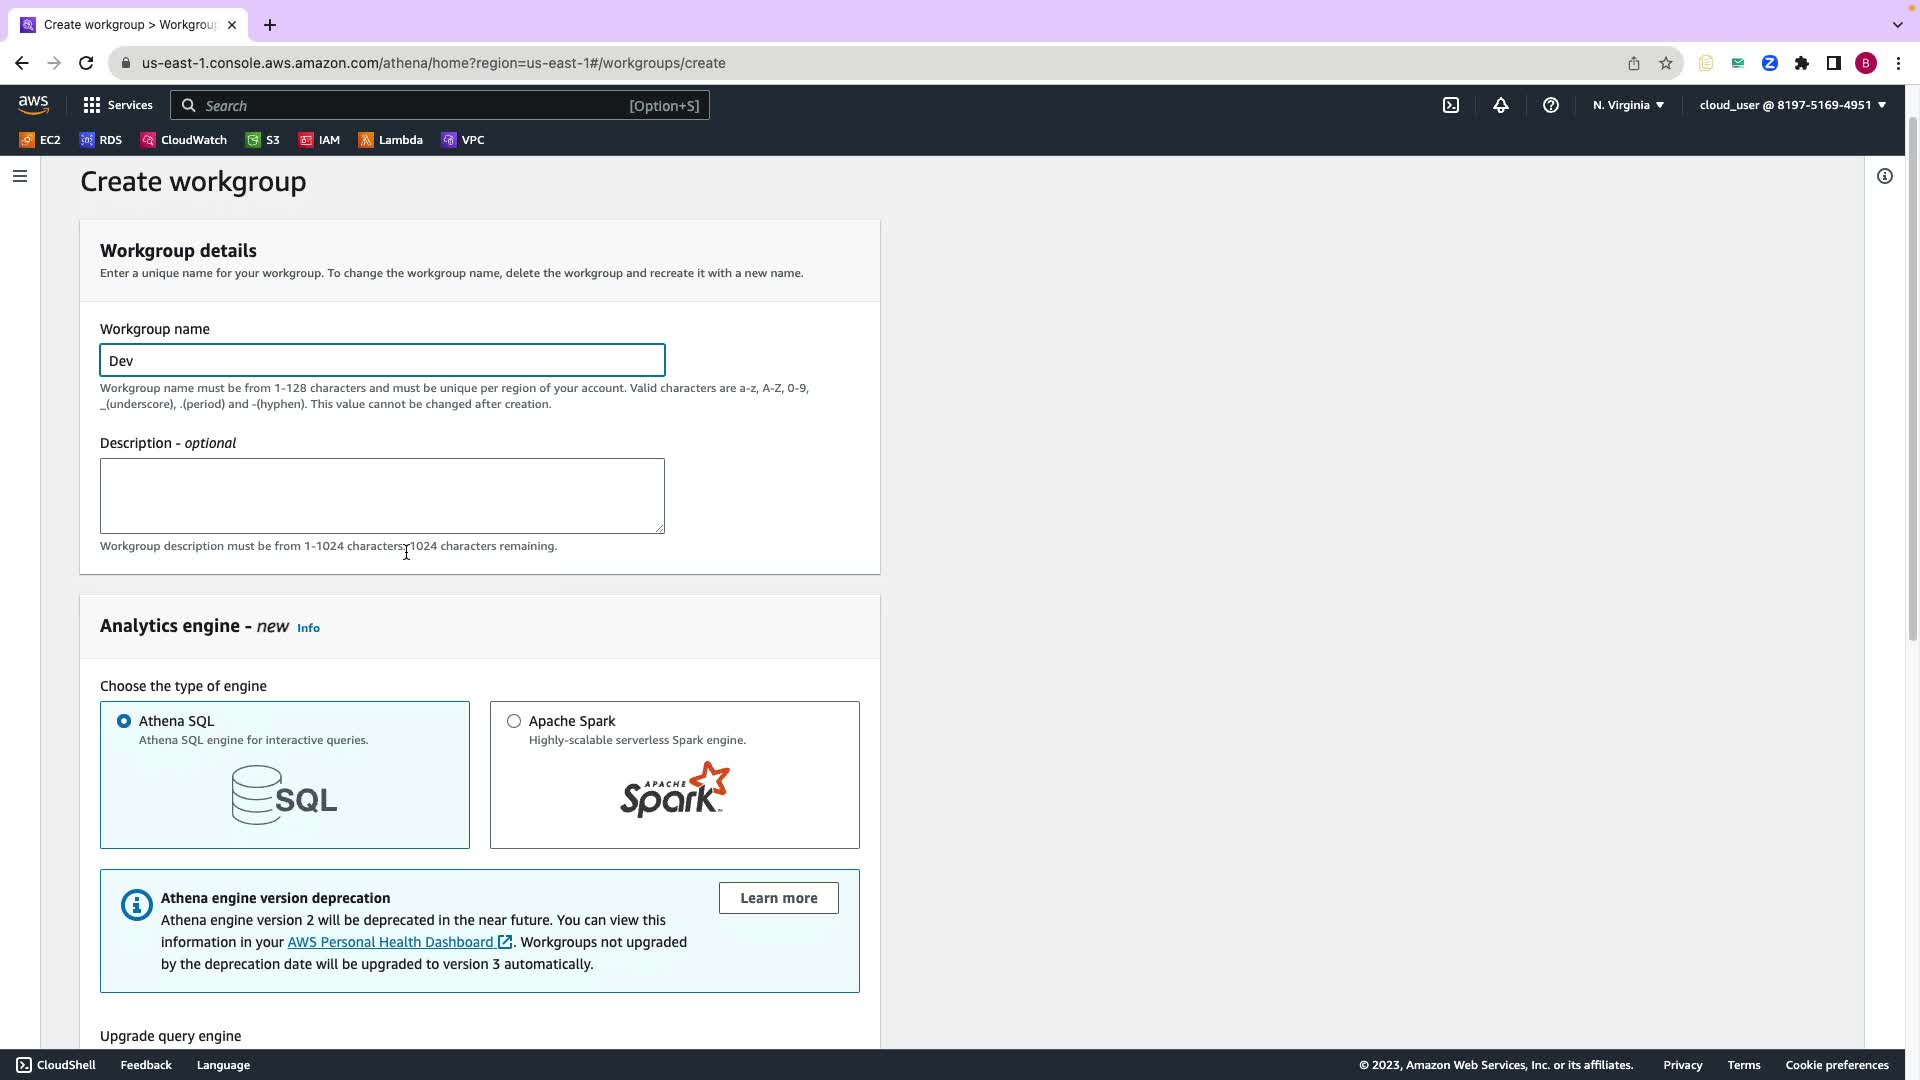 Create workgroup > Workgroup
us-east-1.console.aws.amazon.com/athena/home?region=us-east-1#/workgroups/create
B
aws
Services
Search
[Option+S]
N. Virginia
cloud_user @ 8197-5169-4951
EC2
RDS
CloudWatch
S3
IAM
Lambda
VPC
Create workgroup
Workgroup details
Enter a unique name for your workgroup. To change the workgroup name, delete the workgroup and recreate it with a new name.
Workgroup name
Dev
Workgroup name must be from 1-128 characters and must be unique per region of your account. Valid characters are a-z, A-Z, 0-9,
_(underscore), .(period) and -(hyphen). This value cannot be changed after creation.
Description - optional
Workgroup description must be from 1-1024 characters. 1024 characters remaining.
Analytics engine - new Info
Choose the type of engine
Athena SQL
Athena SQL engine for interactive queries.
SQL
Apache Spark
Highly-scalable serverless Spark engine.
APACHE
Spark
Athena engine version deprecation
Learn more
Athena engine version 2 will be deprecated in the near future. You can view this
information in your AWS Personal Health Dashboard. Workgroups not upgraded
by the deprecation date will be upgraded to version 3 automatically.
Upgrade query engine
CloudShell
Feedback
Language
© 2023, Amazon Web Services, Inc. or its affiliates.
Privacy
Terms
Cookie preferences